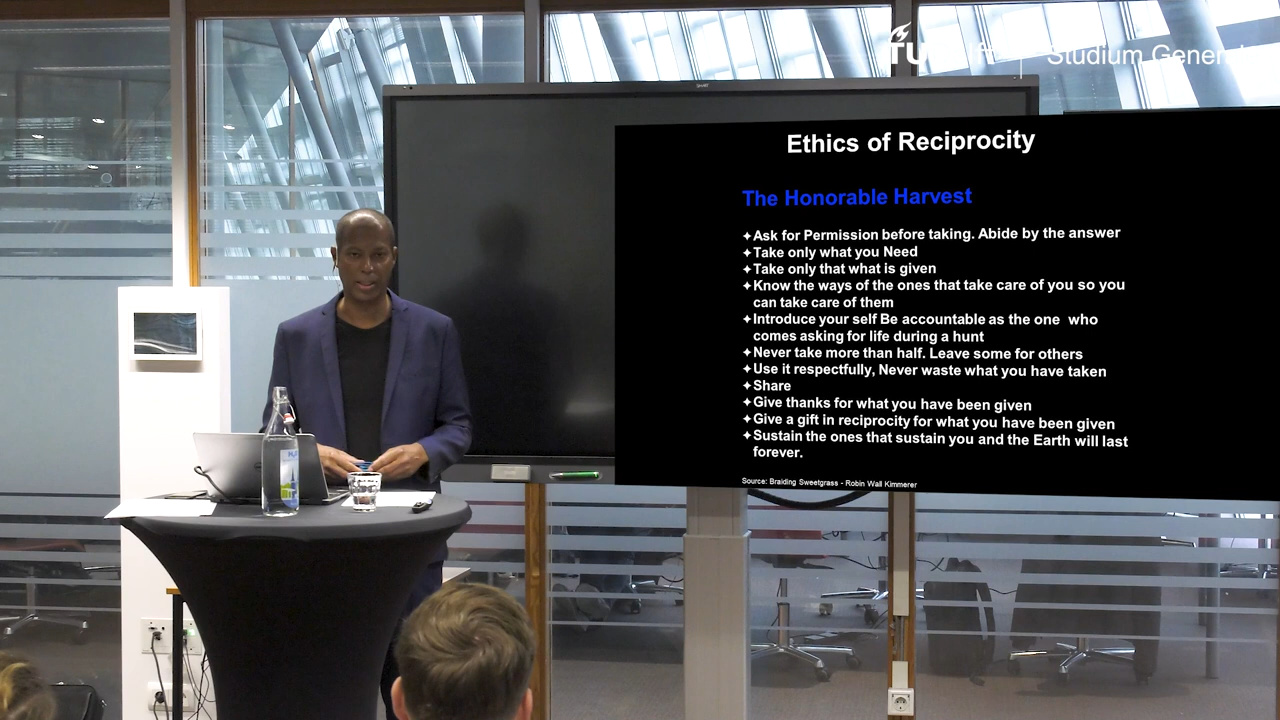 Studium
Ethics of Reciprocity
The Honorable Harvest
✦Ask for Permission before taking. Abide by the answer
✦Take only what you Need
✦Take only that what is given
✦Know the ways of the ones that take care of you so you
can take care of them
✦Introduce your self Be accountable as the one who
comes asking for life during a hunt
✦Never take more than half. Leave some for others
✦Use it respectfully, Never waste what you have taken
✦Share
✦Give thanks for what you have been given
✦Give a gift in reciprocity for what you have been given
✦Sustain the ones that sustain you and the Earth will last
forever.
Source: Braiding Sweetgrass - Robin Wall Kimmerer